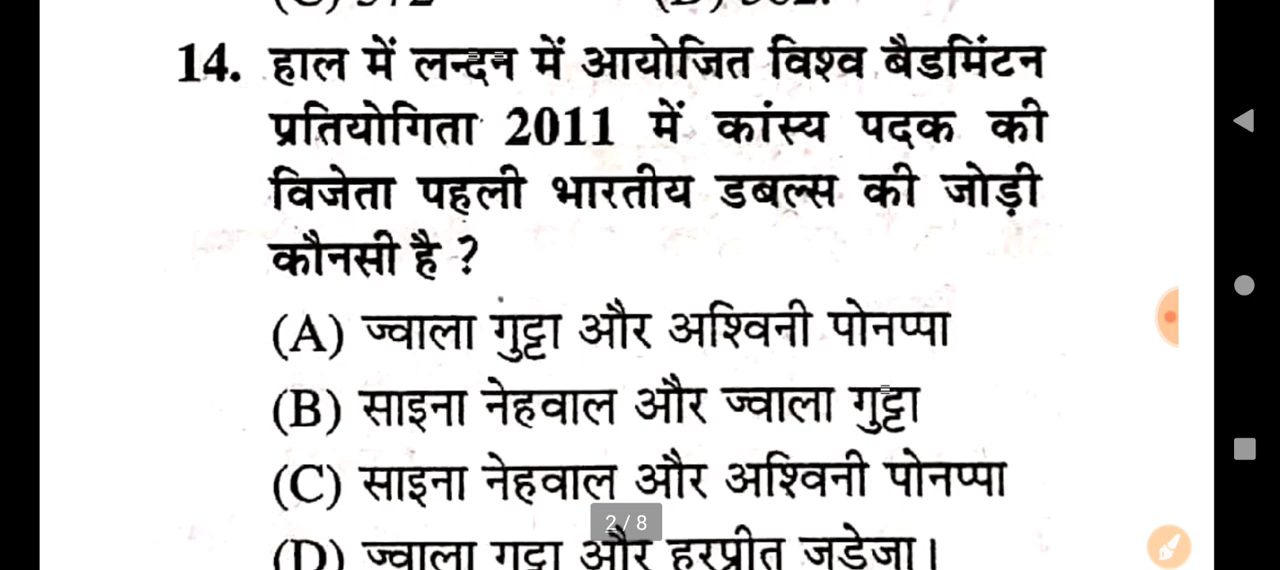 14. हाल में लन्दन में आयोजित विश्व बैडमिंटन
प्रतियोगिता 2011 में कांस्य पदक की
विजेता पहली भारतीय डबल्स की जोड़ी
कौनसी है ?
(A) ज्वाला गुट्टा और अश्विनी पोनप्पा
(B) साइना नेहवाल और ज्वाला गुट्टा
(C) साइना नेहवाल और अश्विनी पोनप्पा
2 / 8
(D) ज्वाला गुट्टा और हरप्रीत जडेजा।